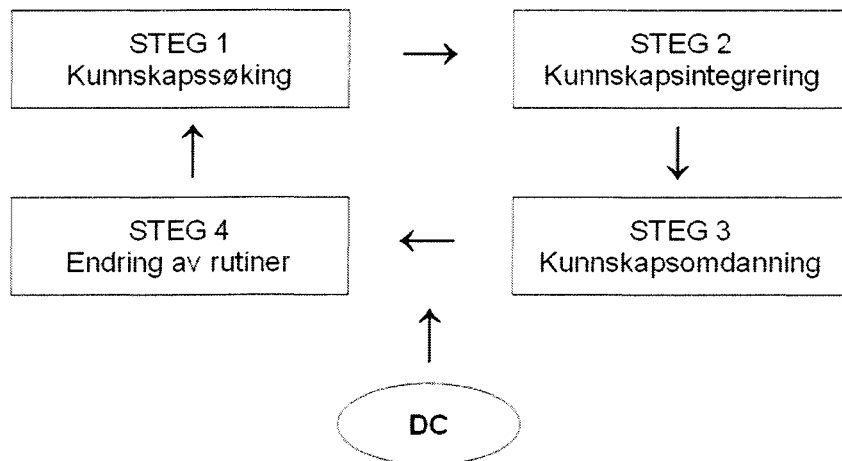 STEG 1
Kunnskapssøking
STEG 2
Kunnskapsintegrering
STEG 4
Endring av rutiner
STEG 3
Kunnskapsomdanning
DC